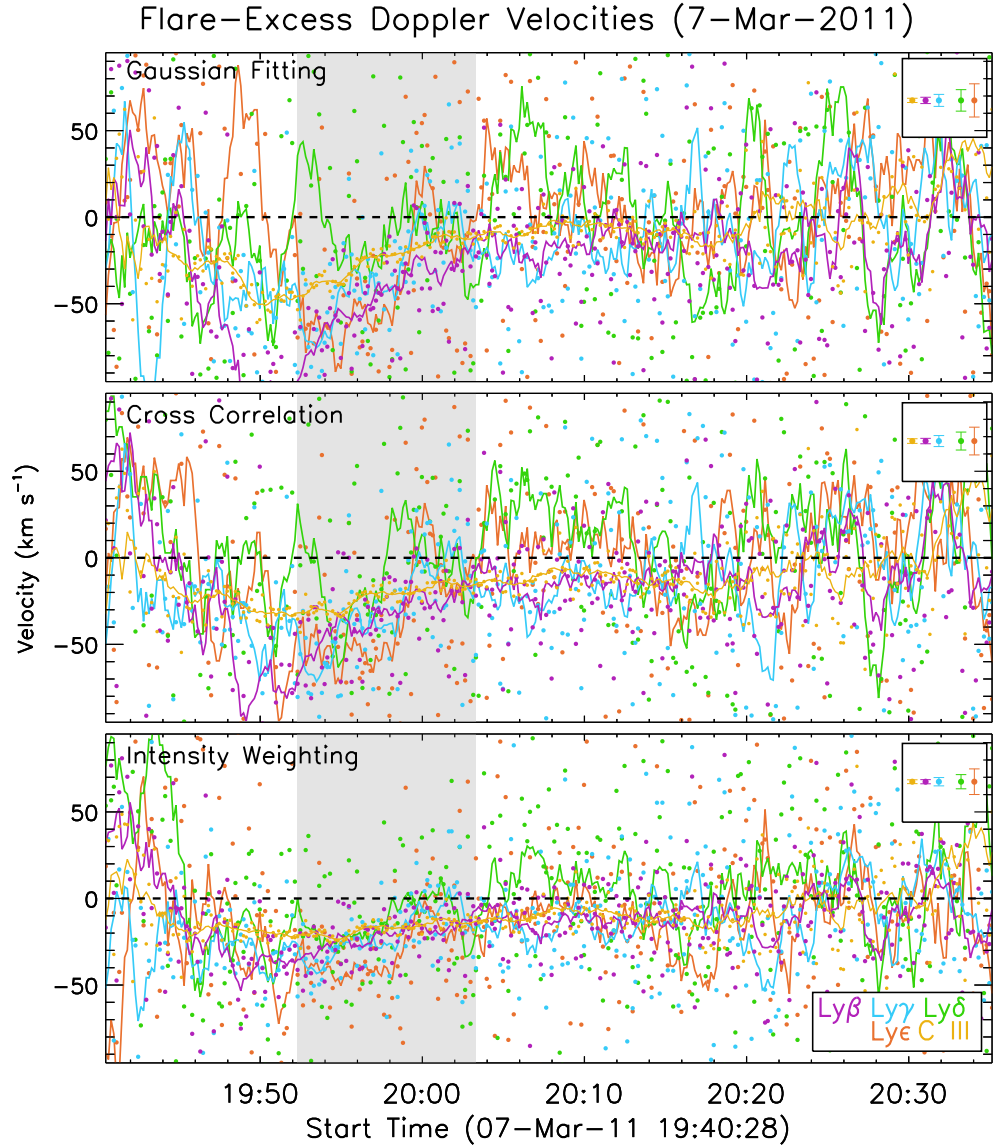 Flare-Excess Doppler Velocities (7-Mar-2011)
Gaussian Fitting
50
0
−50
Cross Correlation
50
0
−50
Velocity (km s⁻¹)
Intensity Weighting
50
0
−50
Lyβ Lyγ Lyδ
Lyϵ C III
19:50 20:00 20:10 20:20 20:30
Start Time (07-Mar-11 19:40:28)